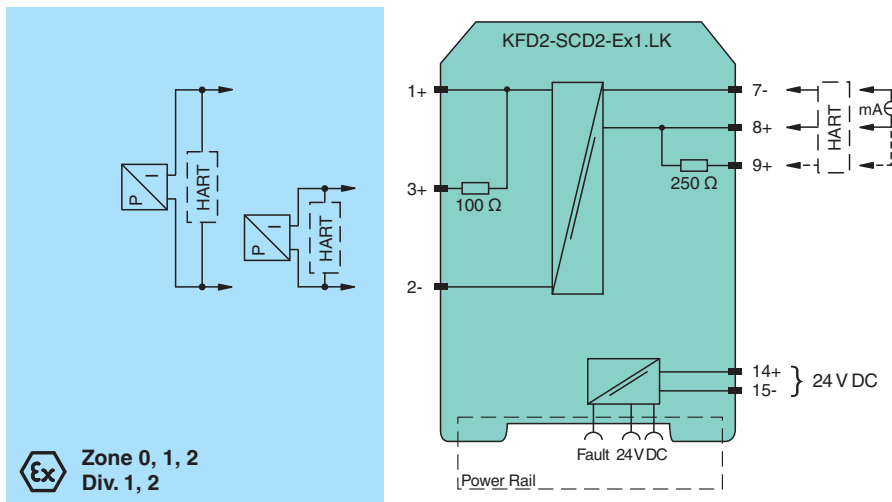 KFD2-SCD2-Ex1.LK
1+
3+
2-
100 Ω
250 Ω
7-
8+
9+
HART
mA
P
I
HART
P
I
HART
14+
15-
24 V DC
Fault
24 V DC
Power Rail
Ex
Zone 0, 1, 2
Div. 1, 2